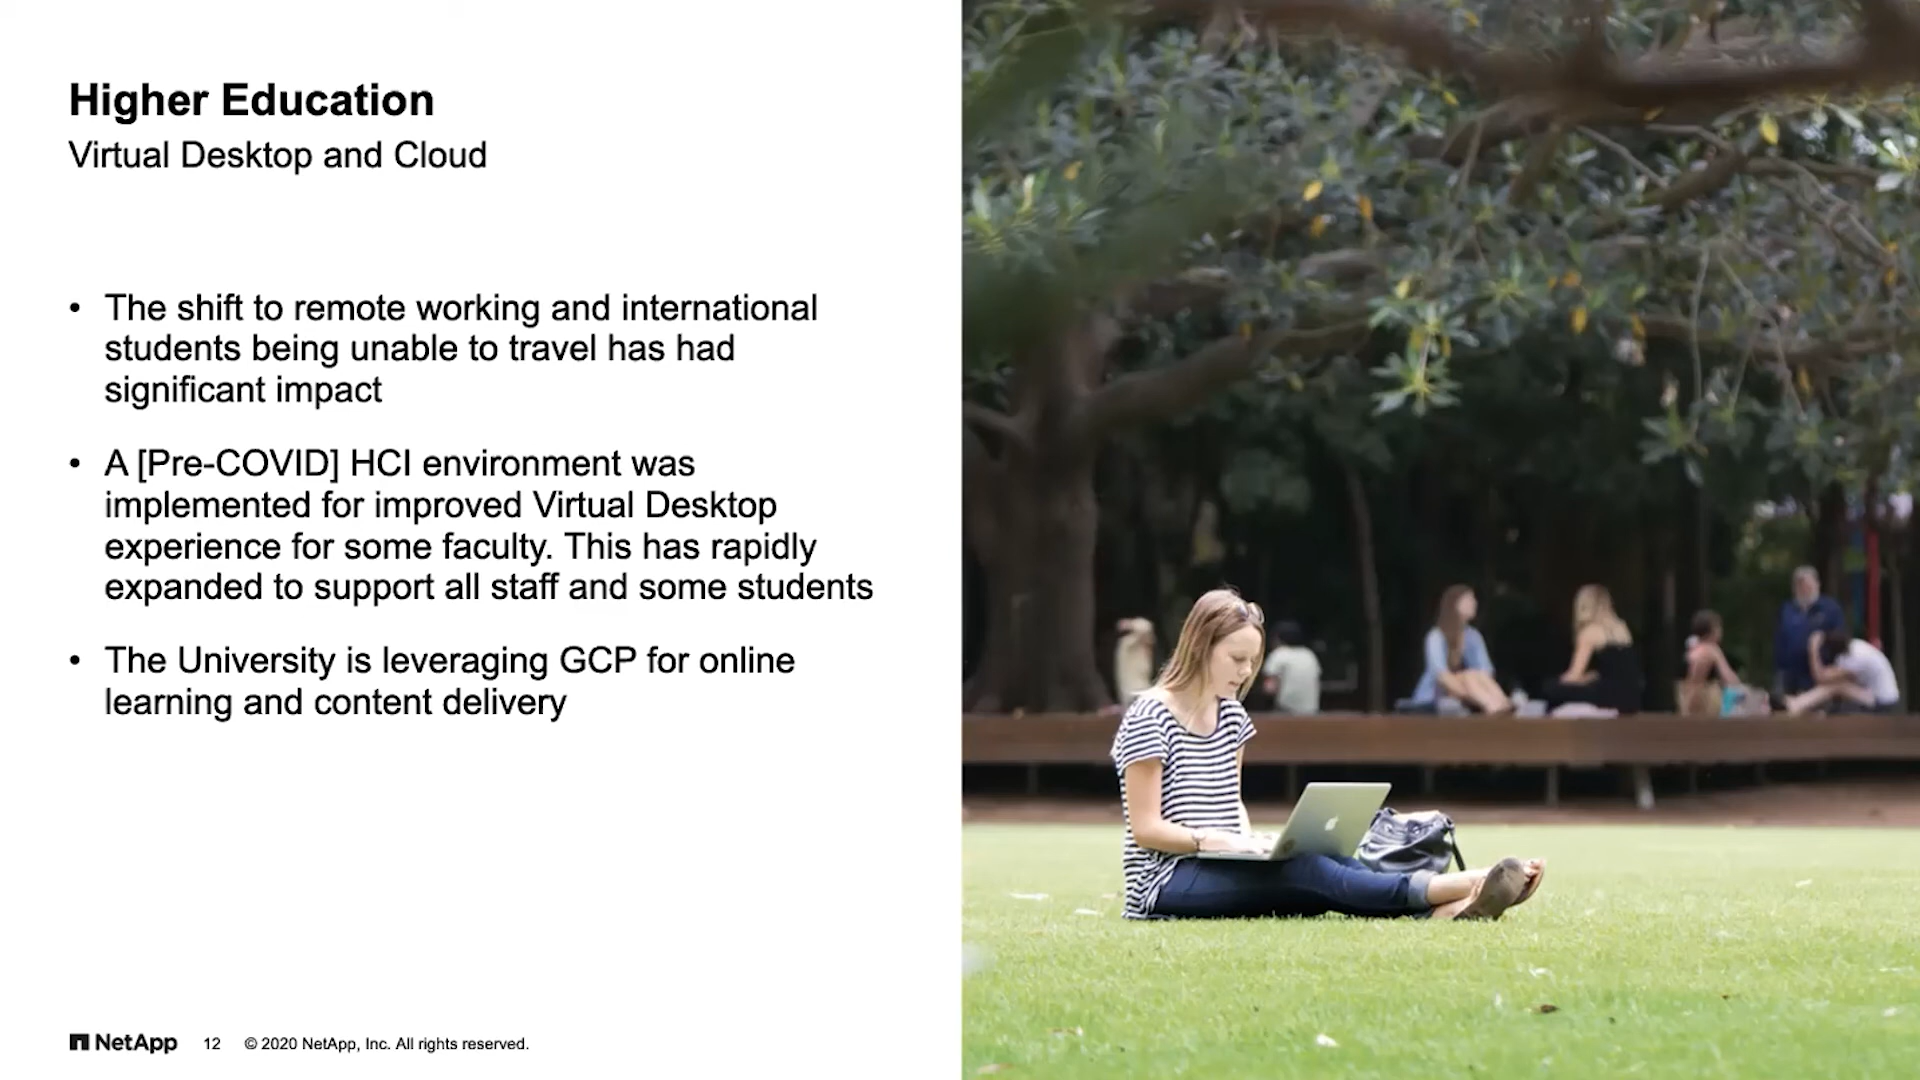 Higher Education
Virtual Desktop and Cloud
• The shift to remote working and international
students being unable to travel has had
significant impact
• A [Pre-COVID] HCI environment was
implemented for improved Virtual Desktop
experience for some faculty. This has rapidly
expanded to support all staff and some students
• The University is leveraging GCP for online
learning and content delivery
NetApp 12 © 2020 NetApp, Inc. All rights reserved.